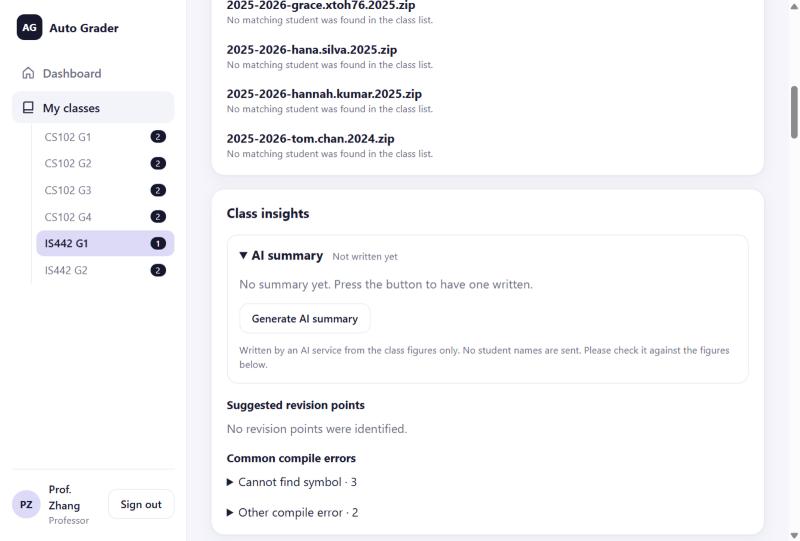 AG Auto Grader
Dashboard
My classes
CS102 G1 2
CS102 G2 2
CS102 G3 2
CS102 G4 2
IS442 G1 1
IS442 G2 2
PZ
Prof.
Zhang
Professor
Sign out
2025-2026-grace.xtoh76.2025.zip
No matching student was found in the class list.
2025-2026-hana.silva.2025.zip
No matching student was found in the class list.
2025-2026-hannah.kumar.2025.zip
No matching student was found in the class list.
2025-2026-tom.chan.2024.zip
No matching student was found in the class list.
Class insights
AI summary Not written yet
No summary yet. Press the button to have one written.
Generate AI summary
Written by an AI service from the class figures only. No student names are sent. Please check it against the figures
below.
Suggested revision points
No revision points were identified.
Common compile errors
Cannot find symbol · 3
Other compile error · 2